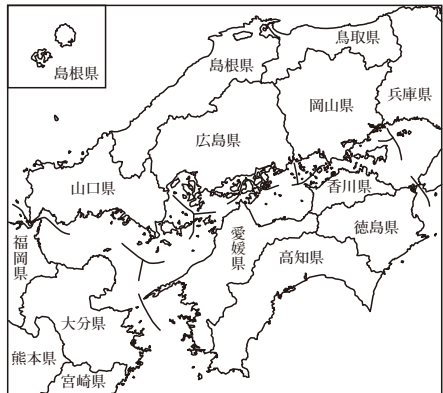 島根県
鳥取県
島根県
兵庫県
岡山県
広島県
山口県
香川県
徳島県
愛媛県
高知県
福岡県
大分県
熊本県
宮崎県